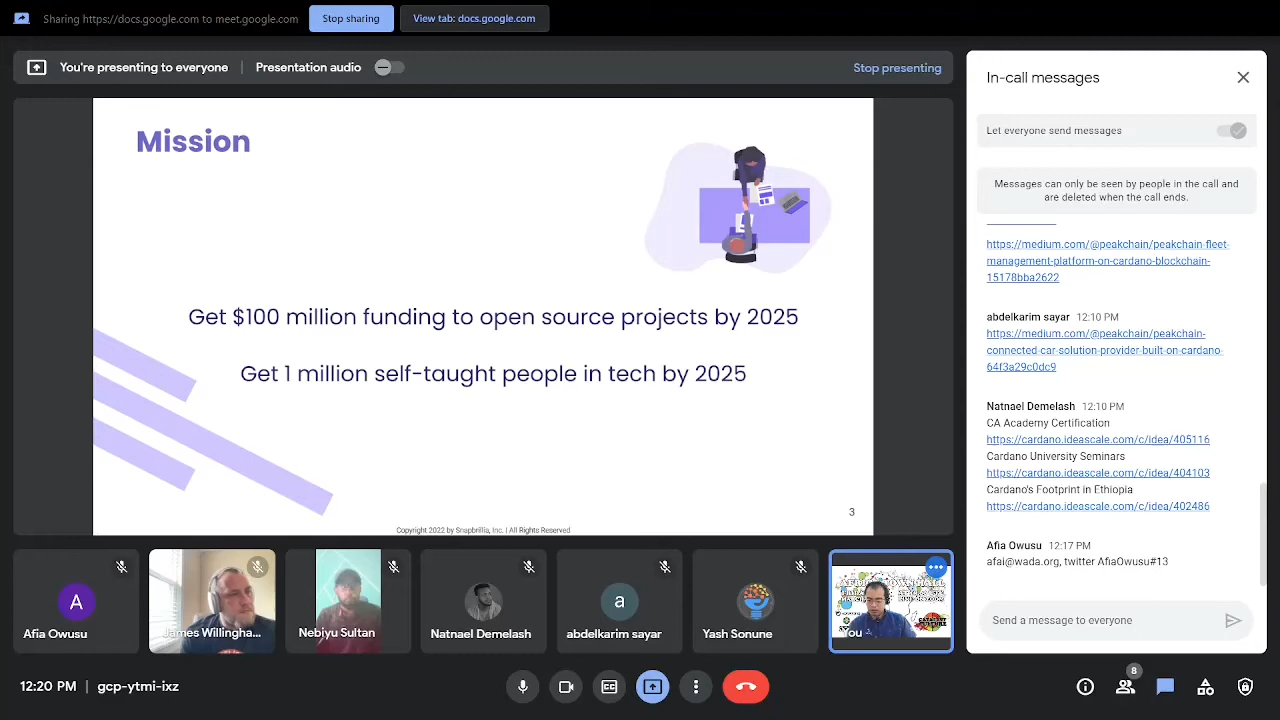 Sharing https://docs.google.com to meet.google.com
Stop sharing
View tab: docs.google.com
You're presenting to everyone
Presentation audio
Stop presenting
Mission
Get $100 million funding to open source projects by 2025
Get 1 million self-taught people in tech by 2025
3
Copyright 2022 by Snapbrillia, Inc. | All Rights Reserved
A
Afia Owusu
James Willingha...
Nebiyu Sultan
Natnael Demelash
a
abdelkarim sayar
Yash Sonune
You
12:20 PM | gcp-ytmi-ixz
8
In-call messages
Let everyone send messages
Messages can only be seen by people in the call and
are deleted when the call ends.
https://medium.com/@peakchain/peakchain-fleet-
management-platform-on-cardano-blockchain-
15178bba2622
abdelkarim sayar 12:10 PM
https://medium.com/@peakchain/peakchain-
connected-car-solution-provider-built-on-cardano-
64f3a29c0dc9
Natnael Demelash 12:10 PM
CA Academy Certification
https://cardano.ideascale.com/c/idea/405116
Cardano University Seminars
https://cardano.ideascale.com/c/idea/404103
Cardano's Footprint in Ethiopia
https://cardano.ideascale.com/c/idea/402486
Afia Owusu 12:17 PM
afai@wada.org, twitter AfiaOwusu#13
Send a message to everyone